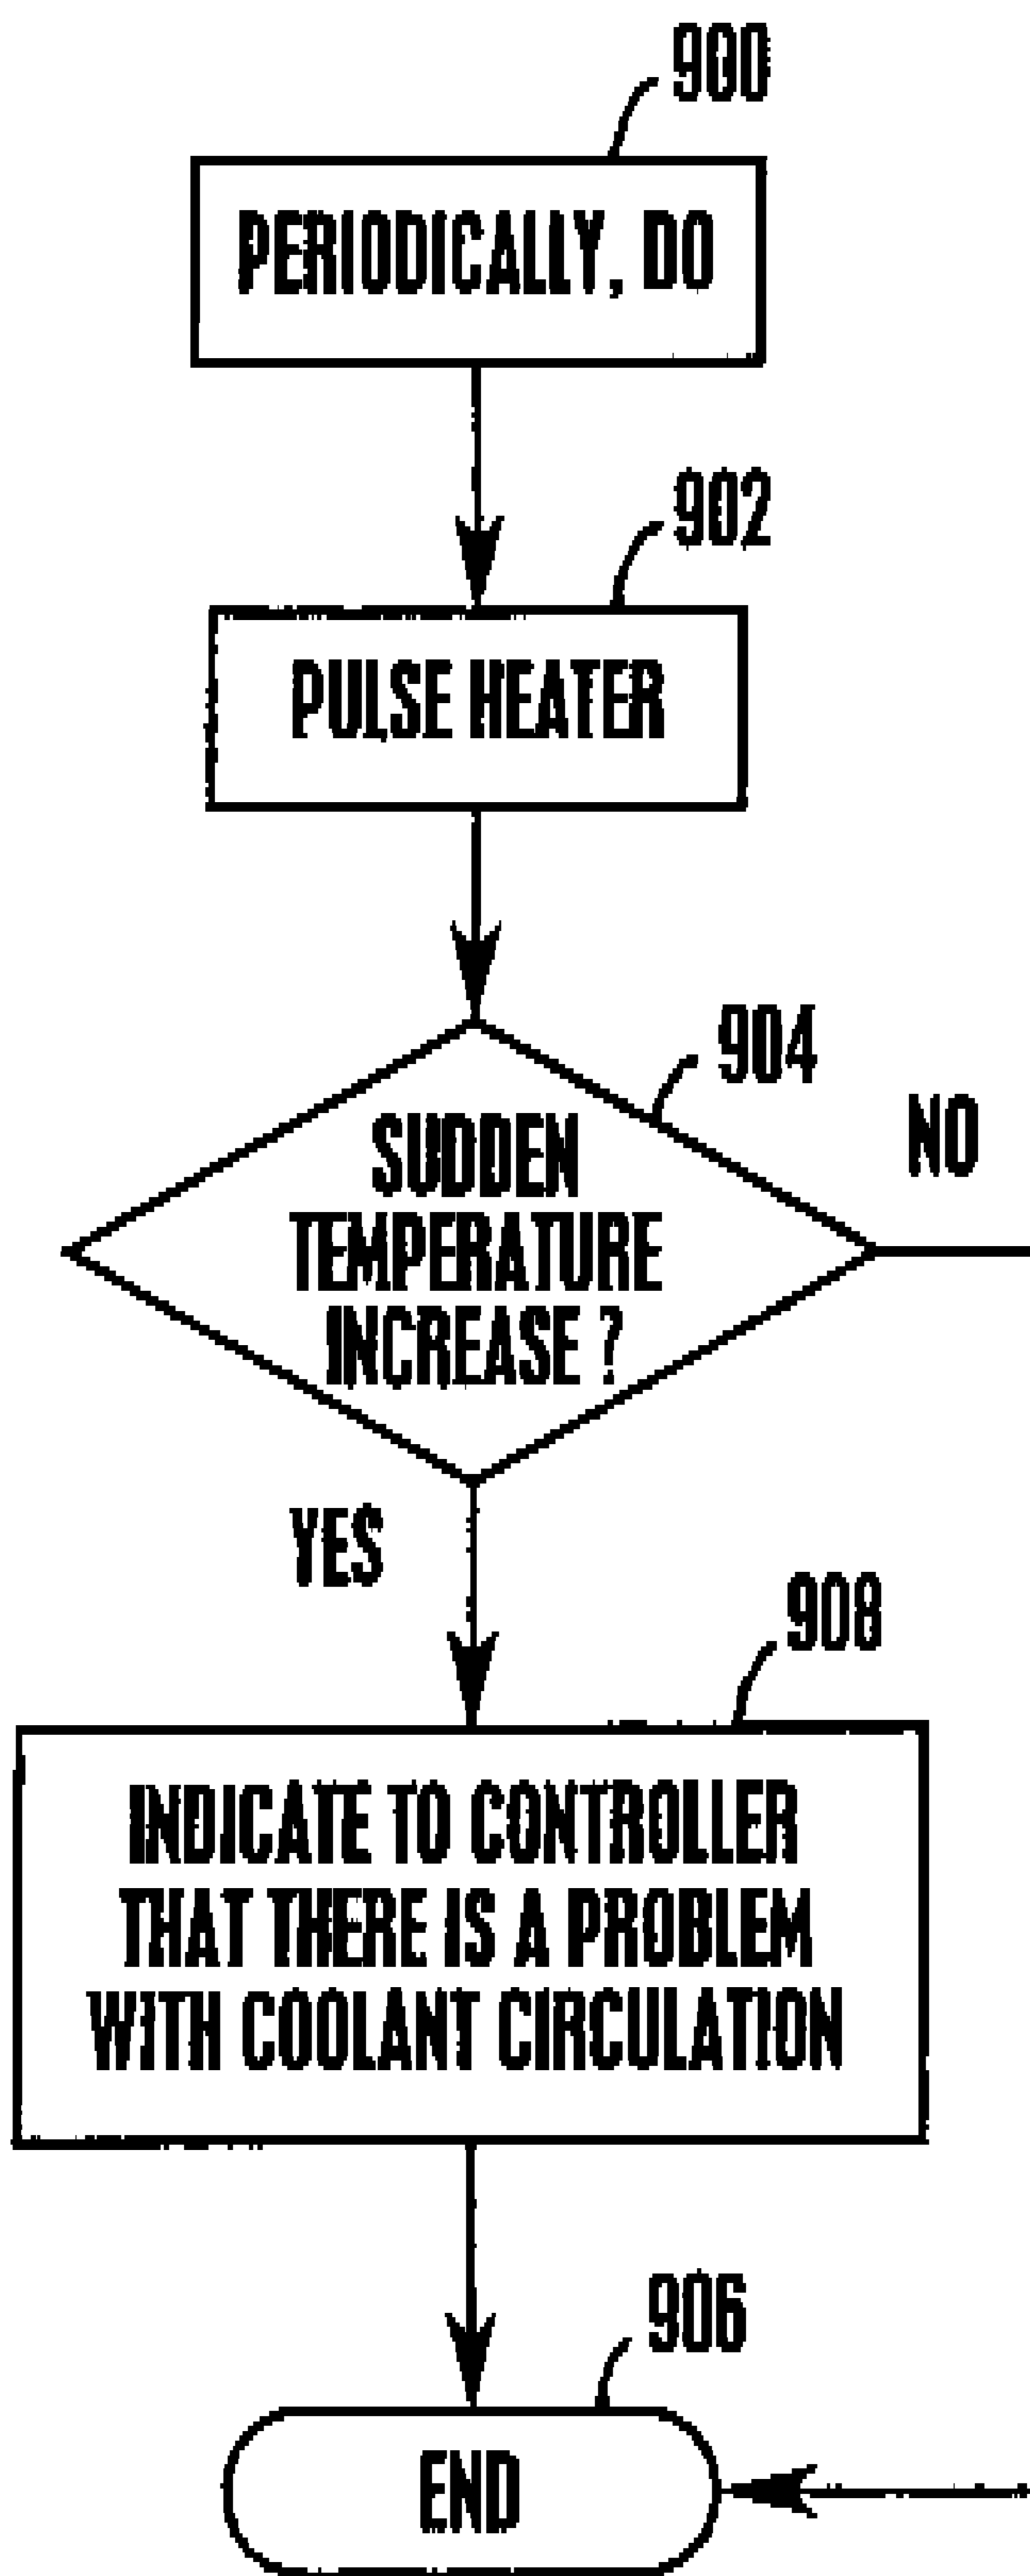 900
PERIODICALLY, DO
902
PULSE HEATER
904
NO
SUDDEN
TEMPERATURE
INCREASE ?
YES
908
INDICATE TO CONTROLLER
THAT THERE IS A PROBLEM
WITH COOLANT CIRCULATION
906
END